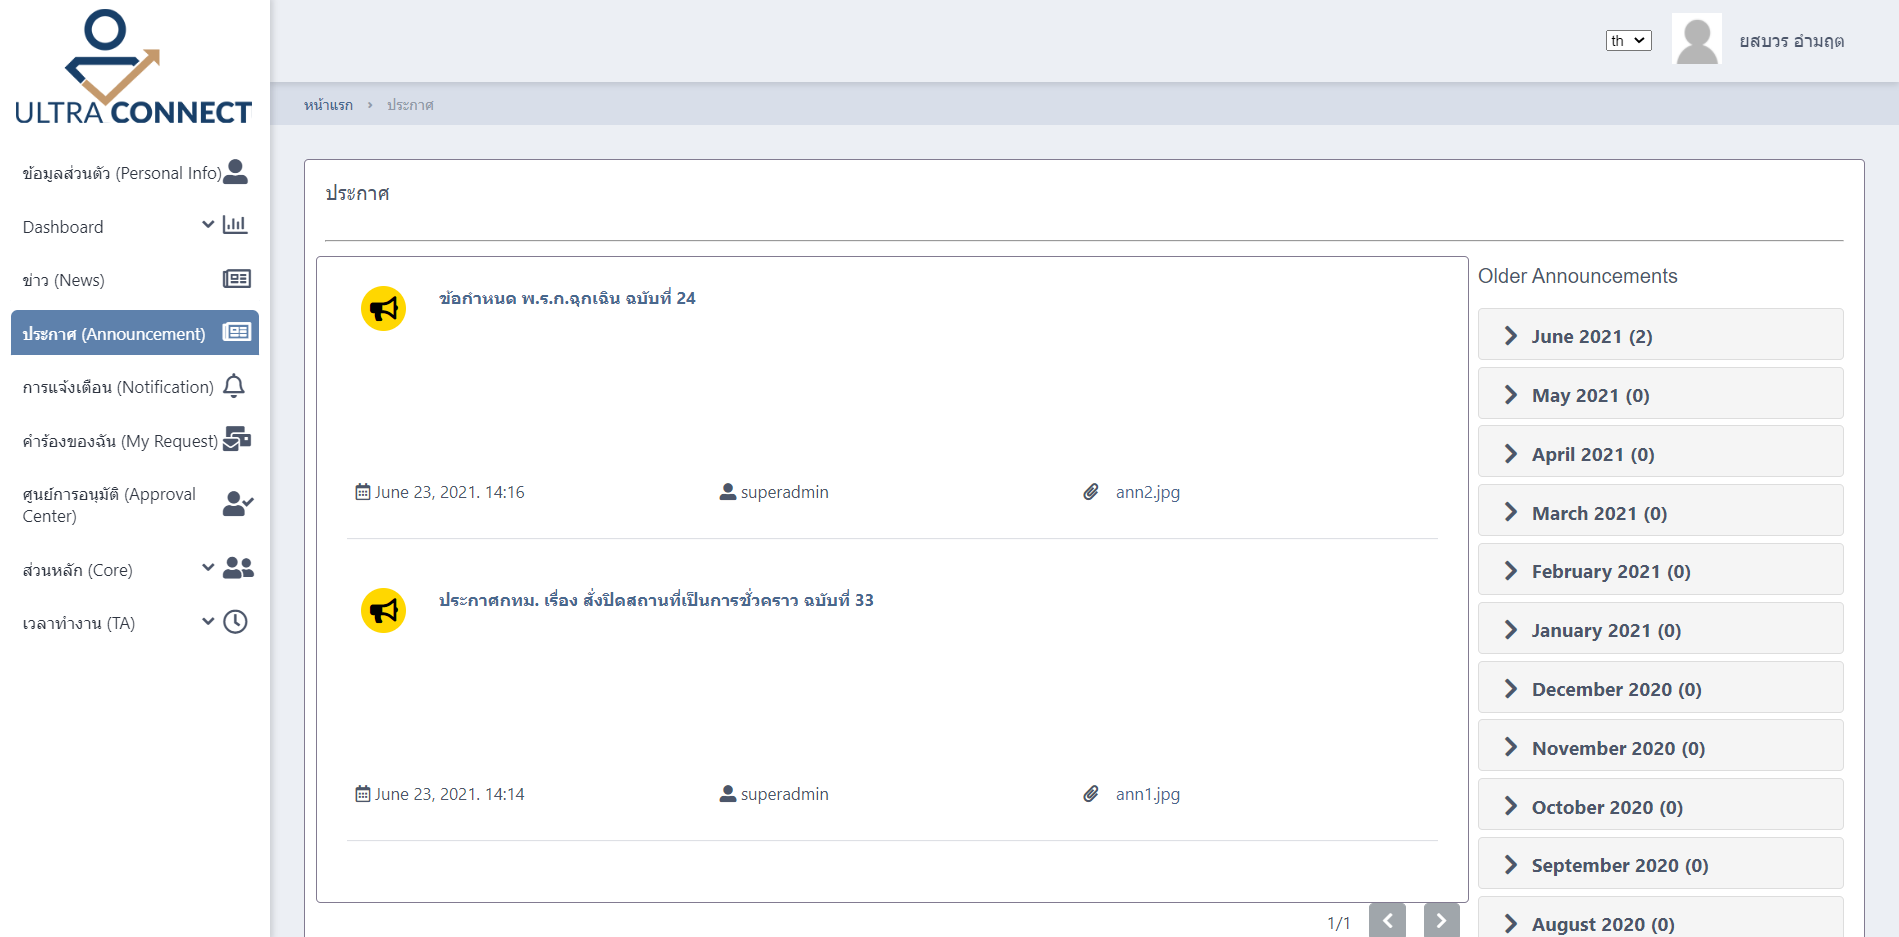 ULTRA CONNECT
ข้อมูลส่วนตัว (Personal Info)
Dashboard
ข่าว (News)
ประกาศ (Announcement)
การแจ้งเตือน (Notification)
คำร้องของฉัน (My Request)
ศูนย์การอนุมัติ (Approval
Center)
ส่วนหลัก (Core)
เวลาทำงาน (TA)
th
ยสบวร อำมฤต
หน้าแรก › ประกาศ
ประกาศ
ข้อกำหนด พ.ร.ก.ฉุกเฉิน ฉบับที่ 24
June 23, 2021. 14:16 superadmin ann2.jpg
ประกาศกทม. เรื่อง สั่งปิดสถานที่เป็นการชั่วคราว ฉบับที่ 33
June 23, 2021. 14:14 superadmin ann1.jpg
1/1
Older Announcements
June 2021 (2)
May 2021 (0)
April 2021 (0)
March 2021 (0)
February 2021 (0)
January 2021 (0)
December 2020 (0)
November 2020 (0)
October 2020 (0)
September 2020 (0)
August 2020 (0)